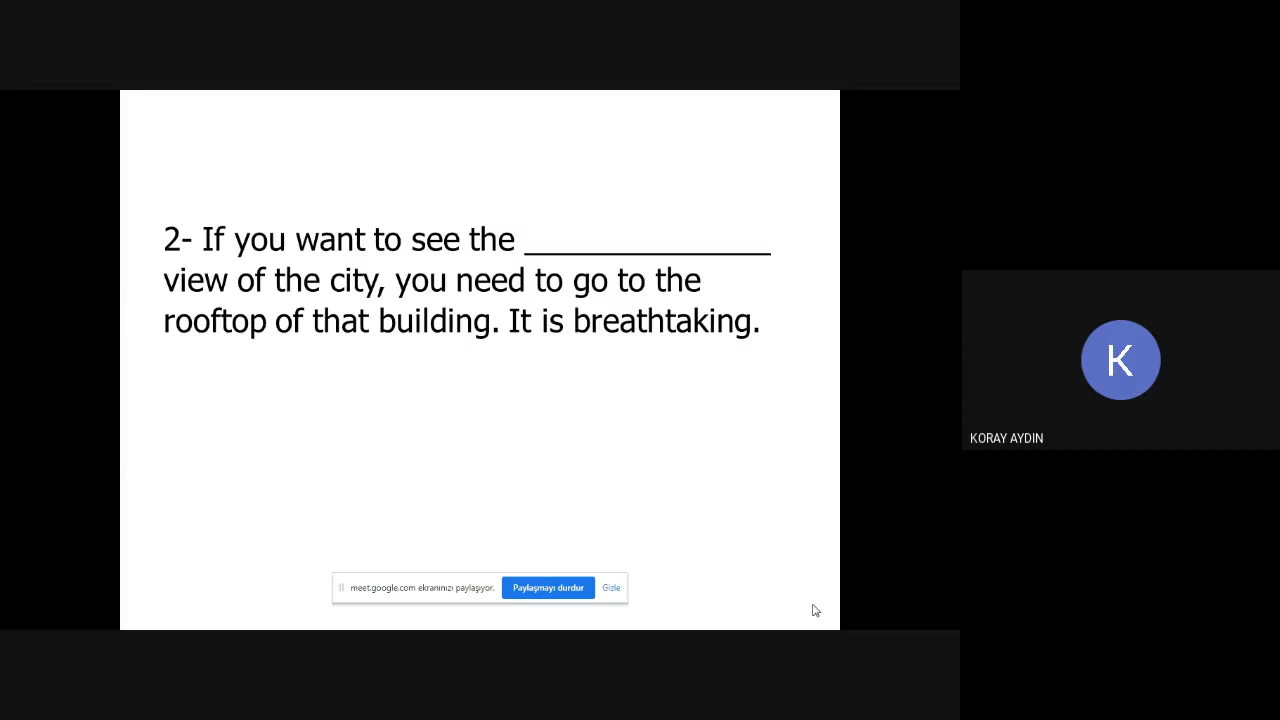 2- If you want to see the ______________
view of the city, you need to go to the
rooftop of that building. It is breathtaking.
meet.google.com ekranınızı paylaşıyor. Paylaşmayı durdur Gizle
K
KORAY AYDIN